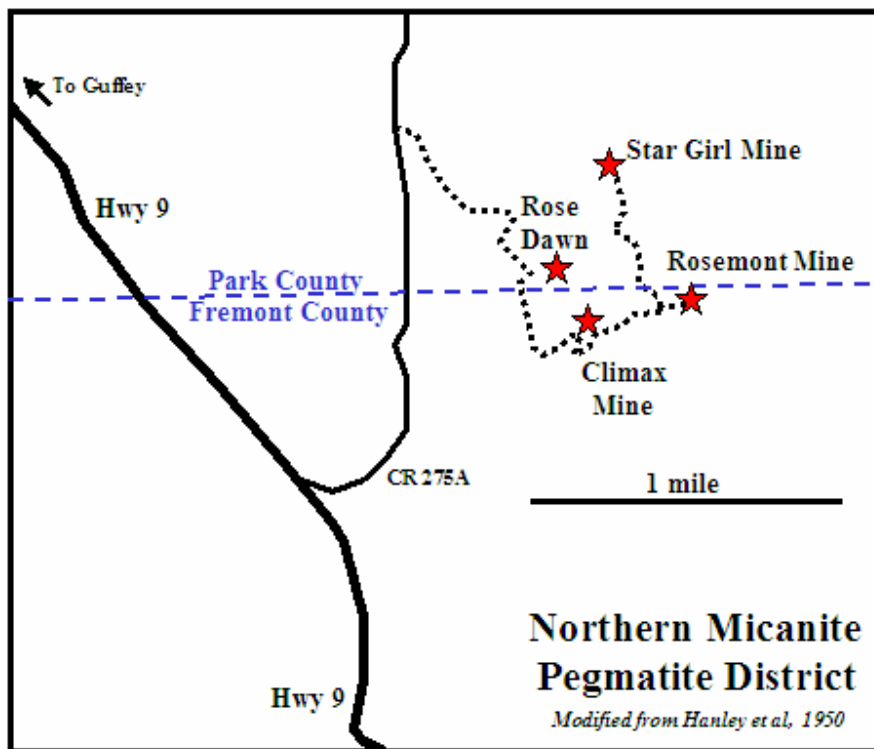 To Guffey
Hwy 9
Star Girl Mine
Rose
Dawn
Rosemont Mine
Park County
Fremont County
Climax
Mine
CR 275A
1 mile
Northern Micanite
Pegmatite District
Modified from Hanley et al, 1950
Hwy 9